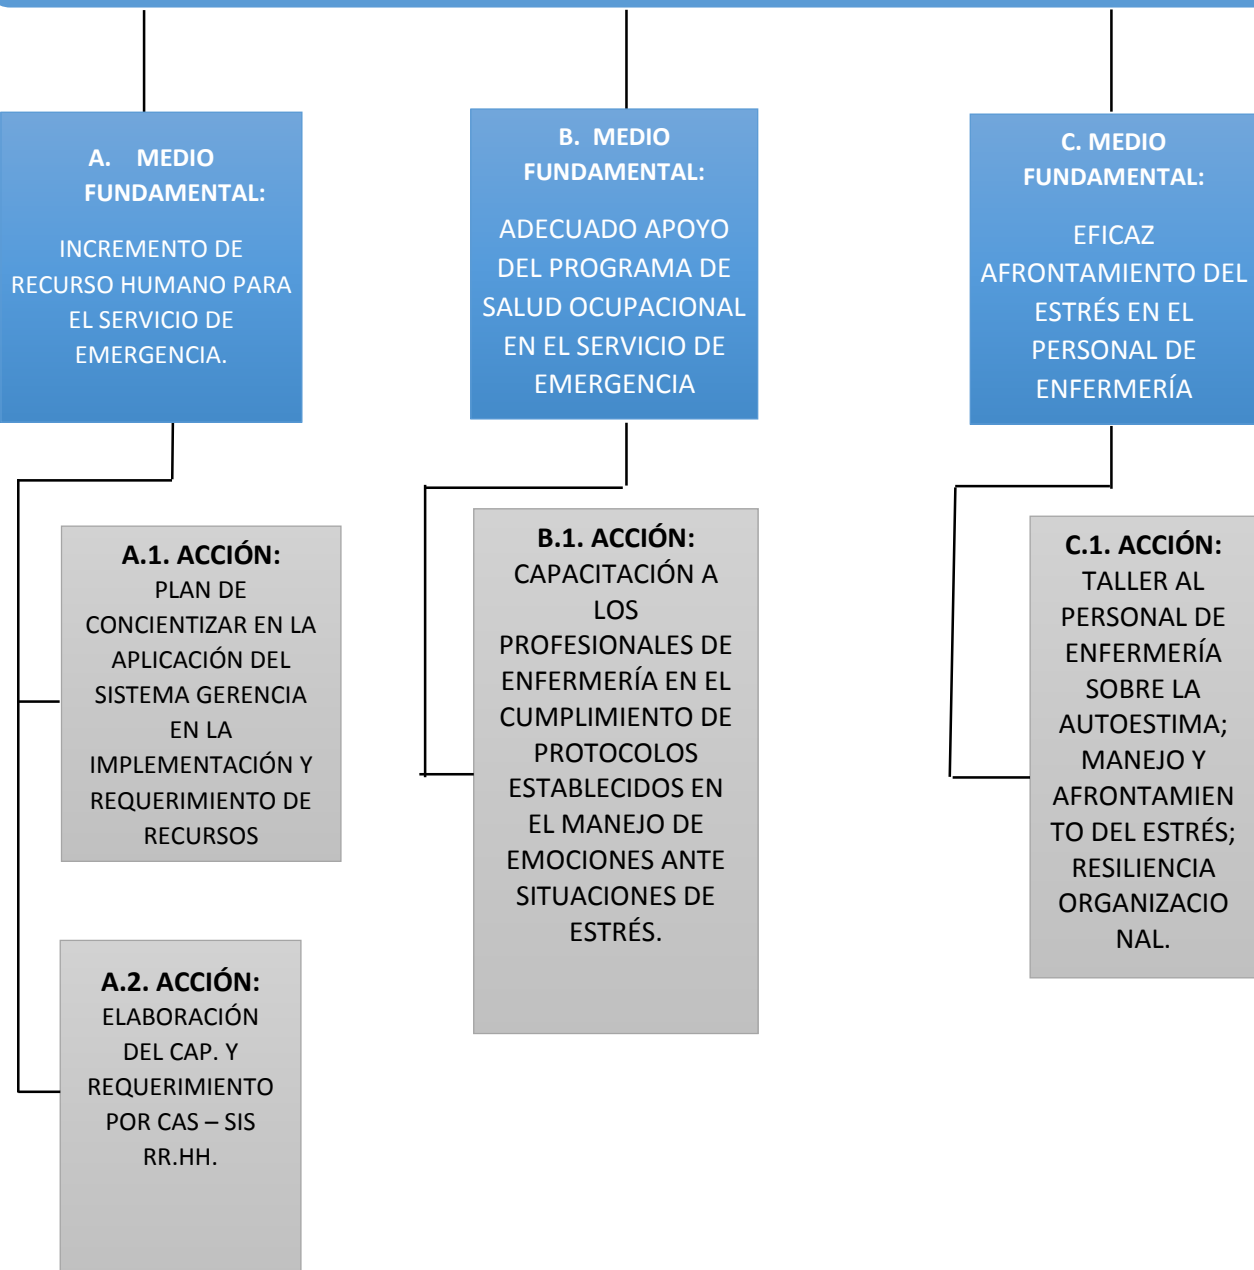 A. MEDIO
FUNDAMENTAL:
INCREMENTO DE
RECURSO HUMANO PARA
EL SERVICIO DE
EMERGENCIA.
B. MEDIO
FUNDAMENTAL:
ADECUADO APOYO
DEL PROGRAMA DE
SALUD OCUPACIONAL
EN EL SERVICIO DE
EMERGENCIA
C. MEDIO
FUNDAMENTAL:
EFICAZ
AFRONTAMIENTO DEL
ESTRÉS EN EL
PERSONAL DE
ENFERMERÍA
A.1. ACCIÓN:
PLAN DE
CONCIENTIZAR EN LA
APLICACIÓN DEL
SISTEMA GERENCIA
EN LA
IMPLEMENTACIÓN Y
REQUERIMIENTO DE
RECURSOS
B.1. ACCIÓN:
CAPACITACIÓN A
LOS
PROFESIONALES DE
ENFERMERÍA EN EL
CUMPLIMIENTO DE
PROTOCOLOS
ESTABLECIDOS EN
EL MANEJO DE
EMOCIONES ANTE
SITUACIONES DE
ESTRÉS.
C.1. ACCIÓN:
TALLER AL
PERSONAL DE
ENFERMERÍA
SOBRE LA
AUTOESTIMA;
MANEJO Y
AFRONTAMIEN
TO DEL ESTRÉS;
RESILIENCIA
ORGANIZACIO
NAL.
A.2. ACCIÓN:
ELABORACIÓN
DEL CAP. Y
REQUERIMIENTO
POR CAS – SIS
RR.HH.